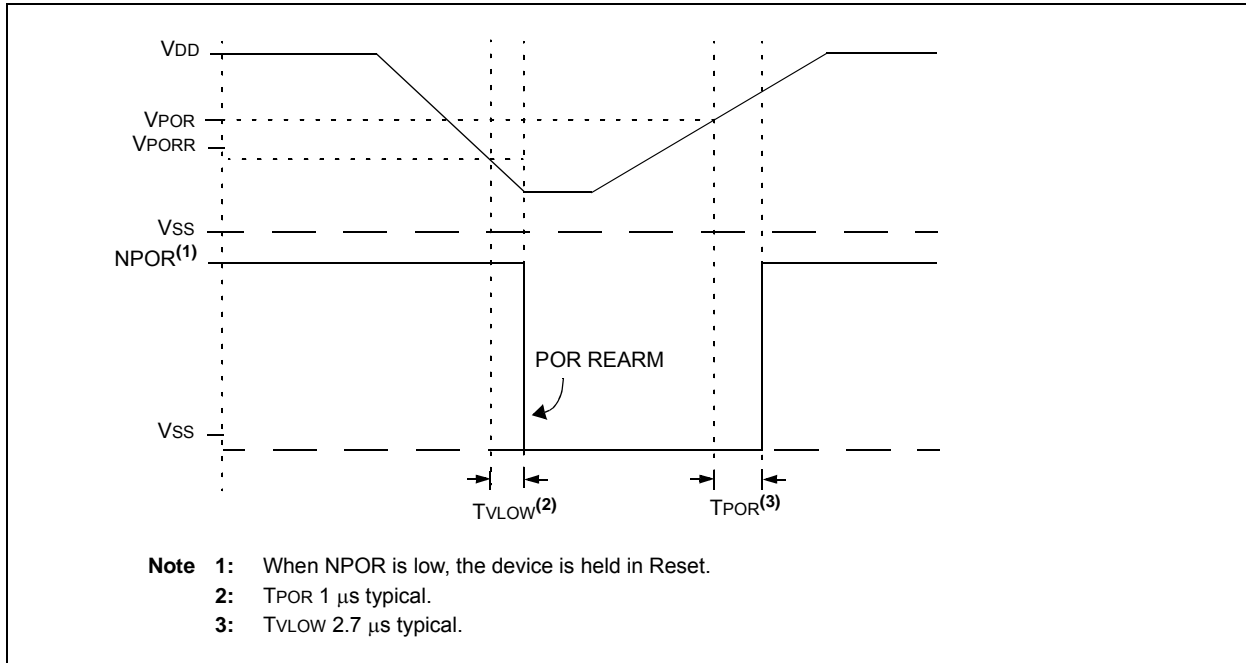 VDD
VPOR
VPORR
VSS
NPOR(1)
POR REARM
VSS
TVLOW(2)
TPOR(3)
Note 1: When NPOR is low, the device is held in Reset.
2: TPOR 1 μs typical.
3: TVLOW 2.7 μs typical.